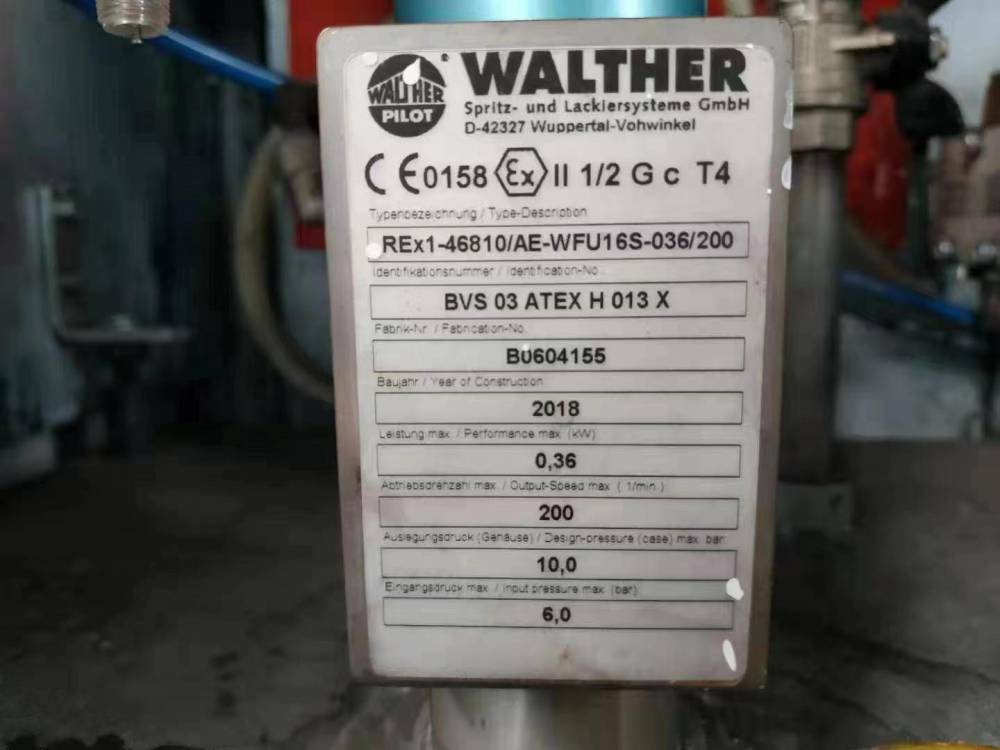 WALTHER
PILOT
®
WALTHER
Spritz- und Lackiersysteme GmbH
D-42327 Wuppertal-Vohwinkel
CE0158 Ex II 1/2 G c T4
Typenbezeichnung / Type-Description
REx1-46810/AE-WFU16S-036/200
Identifikationsnummer / Identification-No.
BVS 03 ATEX H 013 X
Fabrik-Nr. / Fabrication-No.
B0604155
Baujahr / Year of Construction
2018
Leistung max. / Performance max. (kW)
0,36
Abtriebsdrehzahl max. / Output-Speed max. ( 1/min.)
200
Auslegungsdruck (Gehäuse) / Design-pressure (case) max. bar
10,0
Eingangsdruck max. / Input pressure max. (bar)
6,0